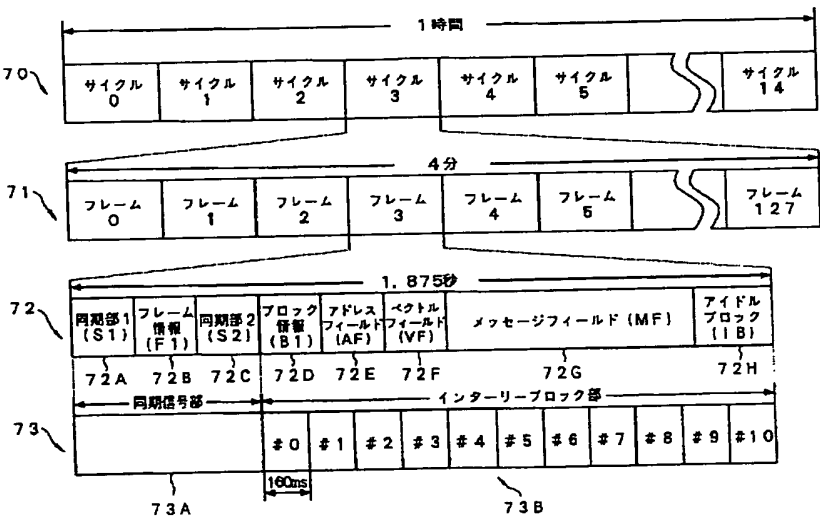 1時間
70
サイクル 0
サイクル 1
サイクル 2
サイクル 3
サイクル 4
サイクル 5
サイクル 14
4分
71
フレーム 0
フレーム 1
フレーム 2
フレーム 3
フレーム 4
フレーム 5
フレーム 127
1.875秒
72
同期部1 (S1)
フレーム情報 (F1)
同期部2 (S2)
ブロック情報 (B1)
アドレスフィールド (AF)
ベクトルフィールド (VF)
メッセージフィールド (MF)
アイドルブロック (IB)
72A
72B
72C
72D
72E
72F
72G
72H
同期信号部
インターリーブロック部
73
#0
#1
#2
#3
#4
#5
#6
#7
#8
#9
#10
160ms
73A
73B